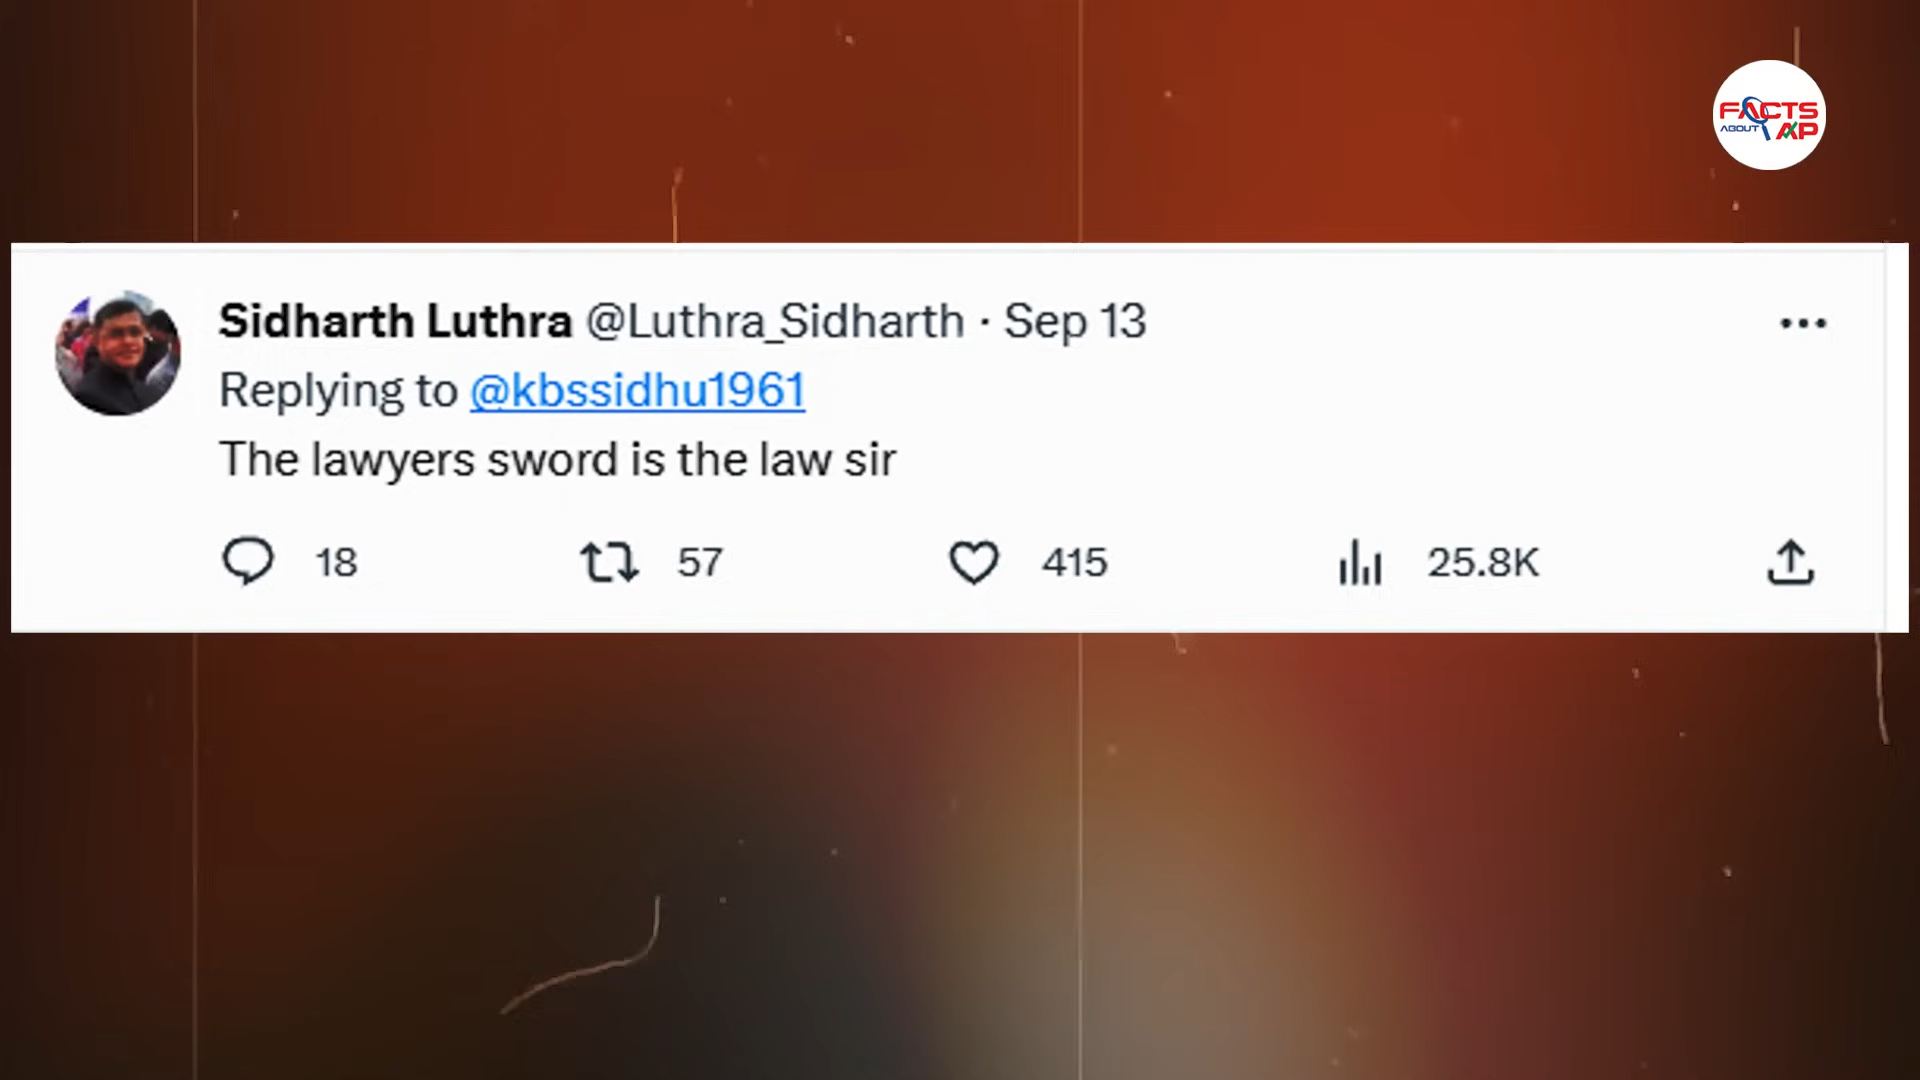 FACTS
ABOUT AP
Sidharth Luthra @Luthra_Sidharth · Sep 13
Replying to @kbssidhu1961
The lawyers sword is the law sir
18 57 415 25.8K